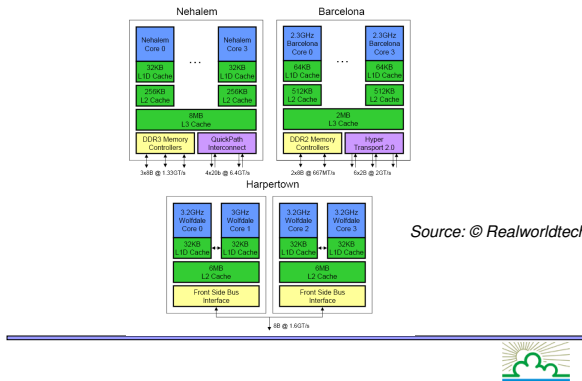 Nehalem
Barcelona
Nehalem
Core 0
...
Nehalem
Core 3
32KB
L1D Cache
32KB
L1D Cache
256KB
L2 Cache
256KB
L2 Cache
8MB
L3 Cache
DDR3 Memory
Controllers
QuickPath
Interconnect
3x8B @ 1.33GT/s
4x20b @ 6.4GT/s
2.3GHz
Barcelona
Core 0
...
2.3GHz
Barcelona
Core 3
64KB
L1D Cache
64KB
L1D Cache
512KB
L2 Cache
512KB
L2 Cache
2MB
L3 Cache
DDR2 Memory
Controllers
Hyper
Transport 2.0
2x8B @ 667MT/s
6x2B @ 2GT/s
Harpertown
3.2GHz
Wolfdale
Core 0
3GHz
Wolfdale
Core 1
32KB
L1D Cache
32KB
L1D Cache
6MB
L2 Cache
Front Side Bus
Interface
3.2GHz
Wolfdale
Core 2
3.2GHz
Wolfdale
Core 3
32KB
L1D Cache
32KB
L1D Cache
6MB
L2 Cache
Front Side Bus
Interface
8B @ 1.6GT/s
Source: © Realworldtech